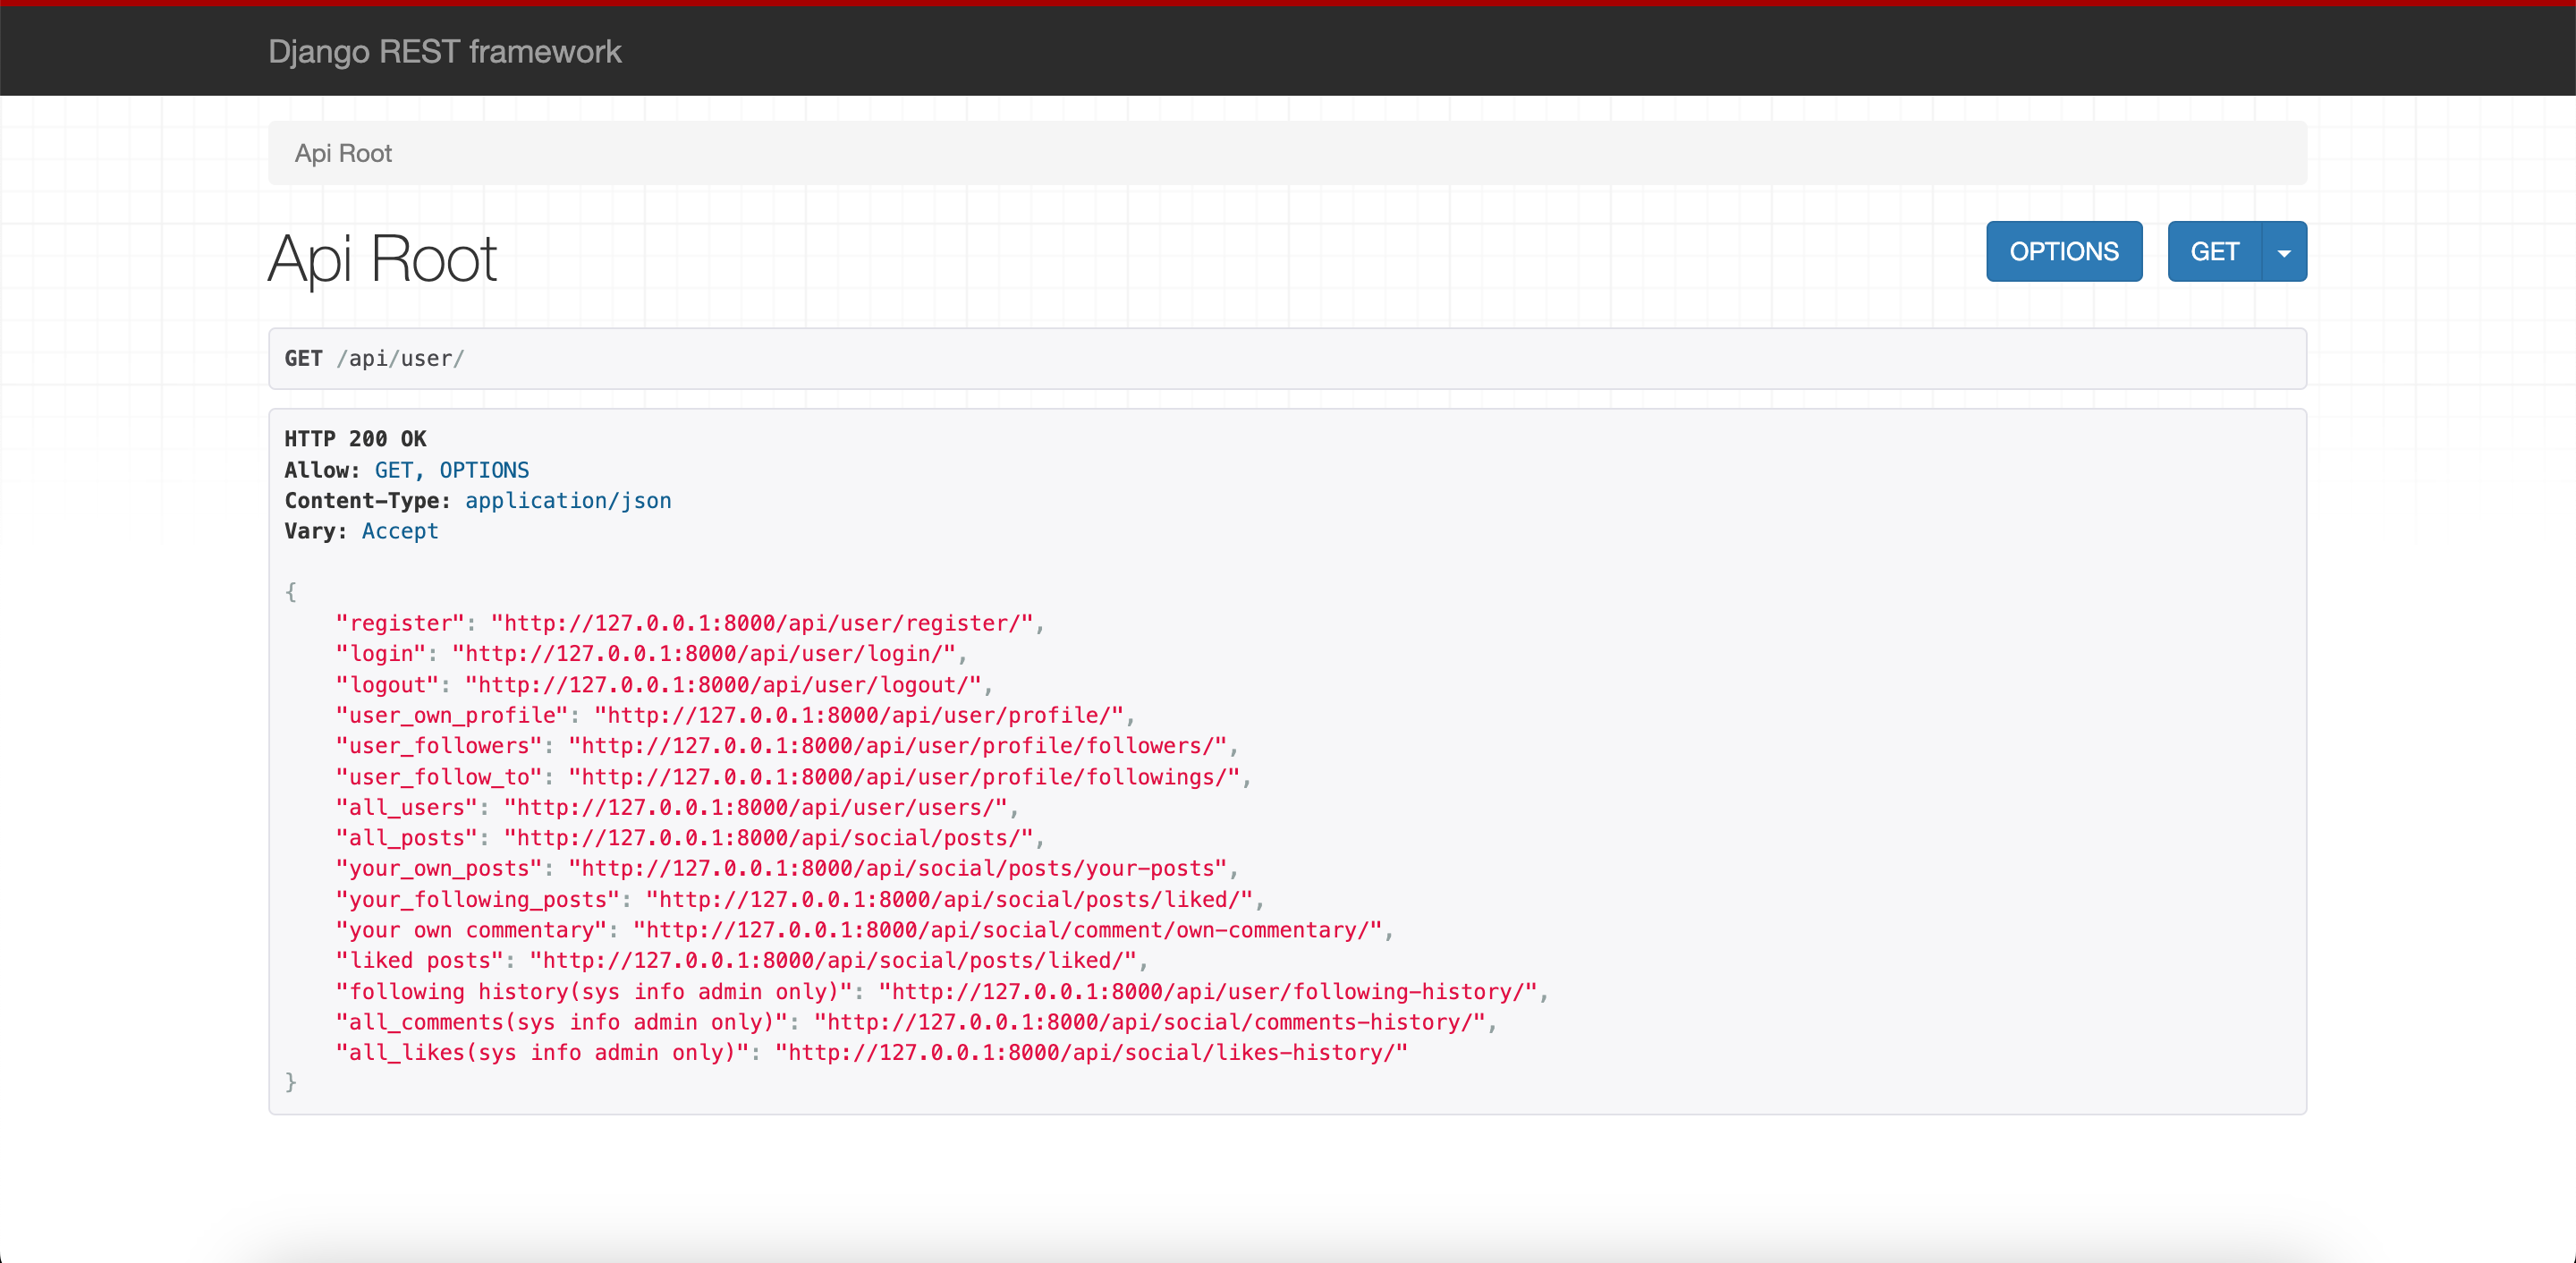 Django REST framework
Api Root
Api Root
OPTIONS
GET
GET /api/user/
HTTP 200 OK
Allow: GET, OPTIONS
Content-Type: application/json
Vary: Accept
{
    "register": "http://127.0.0.1:8000/api/user/register/",
    "login": "http://127.0.0.1:8000/api/user/login/",
    "logout": "http://127.0.0.1:8000/api/user/logout/",
    "user_own_profile": "http://127.0.0.1:8000/api/user/profile/",
    "user_followers": "http://127.0.0.1:8000/api/user/profile/followers/",
    "user_follow_to": "http://127.0.0.1:8000/api/user/profile/followings/",
    "all_users": "http://127.0.0.1:8000/api/user/users/",
    "all_posts": "http://127.0.0.1:8000/api/social/posts/",
    "your_own_posts": "http://127.0.0.1:8000/api/social/posts/your-posts",
    "your_following_posts": "http://127.0.0.1:8000/api/social/posts/liked/",
    "your own commentary": "http://127.0.0.1:8000/api/social/comment/own-commentary/",
    "liked posts": "http://127.0.0.1:8000/api/social/posts/liked/",
    "following history(sys info admin only)": "http://127.0.0.1:8000/api/user/following-history/",
    "all_comments(sys info admin only)": "http://127.0.0.1:8000/api/social/comments-history/",
    "all_likes(sys info admin only)": "http://127.0.0.1:8000/api/social/likes-history/"
}